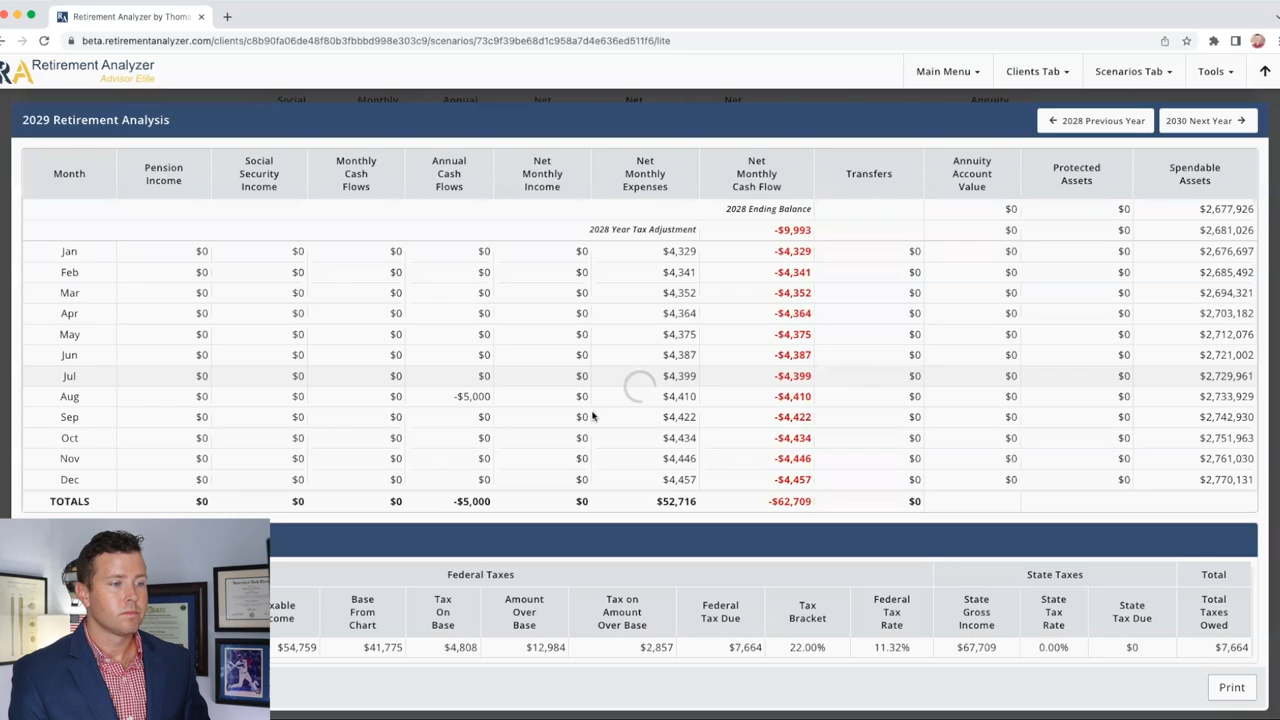 Retirement Analyzer by Thoma
beta.retirementanalyzer.com/clients/c8b90fa06de48f80b3fbbbd998e303c9/scenarios/73c9f39be68d1c958a7d4e636ed511f6/lite
RA Retirement Analyzer
Advisor Elite
Main Menu Clients Tab Scenarios Tab Tools
Social Monthly Annual Net Net Net Annuity
2029 Retirement Analysis 2028 Previous Year 2030 Next Year
Month Pension Income Social Security Income Monthly Cash Flows Annual Cash Flows Net Monthly Income Net Monthly Expenses Net Monthly Cash Flow Transfers Annuity Account Value Protected Assets Spendable Assets
2028 Ending Balance $0 $0 $2,677,926
2028 Year Tax Adjustment -$9,993 $0 $0 $2,681,026
Jan $0 $0 $0 $0 $0 $4,329 -$4,329 $0 $0 $0 $2,676,697
Feb $0 $0 $0 $0 $0 $4,341 -$4,341 $0 $0 $0 $2,685,492
Mar $0 $0 $0 $0 $0 $4,352 -$4,352 $0 $0 $0 $2,694,321
Apr $0 $0 $0 $0 $0 $4,364 -$4,364 $0 $0 $0 $2,703,182
May $0 $0 $0 $0 $0 $4,375 -$4,375 $0 $0 $0 $2,712,076
Jun $0 $0 $0 $0 $0 $4,387 -$4,387 $0 $0 $0 $2,721,002
Jul $0 $0 $0 $0 $0 $4,399 -$4,399 $0 $0 $0 $2,729,961
Aug $0 $0 $0 -$5,000 $0 $4,410 -$4,410 $0 $0 $0 $2,733,929
Sep $0 $0 $0 $0 $0 $4,422 -$4,422 $0 $0 $0 $2,742,930
Oct $0 $0 $0 $0 $0 $4,434 -$4,434 $0 $0 $0 $2,751,963
Nov $0 $0 $0 $0 $0 $4,446 -$4,446 $0 $0 $0 $2,761,030
Dec $0 $0 $0 $0 $0 $4,457 -$4,457 $0 $0 $0 $2,770,131
TOTALS $0 $0 $0 -$5,000 $0 $52,716 -$62,709 $0
Federal Taxes State Taxes Total
xable come Base From Chart Tax On Base Amount Over Base Tax on Amount Over Base Federal Tax Due Tax Bracket Federal Tax Rate State Gross Income State Tax Rate State Tax Due Total Taxes Owed
$54,759 $41,775 $4,808 $12,984 $2,857 $7,664 22.00% 11.32% $67,709 0.00% $0 $7,664
Print